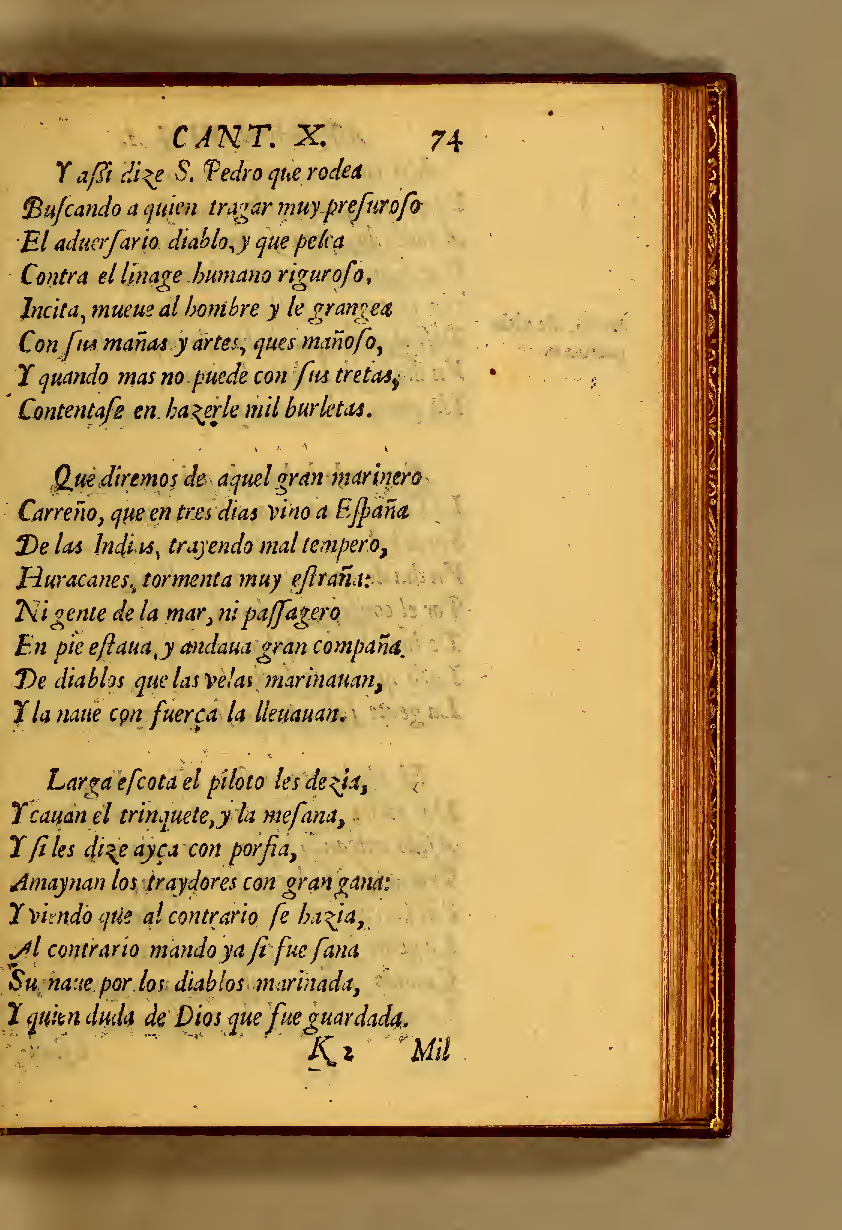 CANT. X. 74
Y aſsi dize S. Pedro que rodea
Buſcando a quien tragar muy preſuroſo
El aduerſario diablo, y que pelea
Contra el linage humano riguroſo,
Incita, mueue al hombre y le grangea
Con ſus mañas y artes, ques mañoſo,
Y quando mas no puede con ſus tretas,
Contentaſe en hazerle mil burletas.
Que diremos de aquel gran marinero
Carreño, que en tres dias vino a Eſpaña
De las Indias, trayendo mal tempero,
Huracanes, tormenta muy eſtraña:
Ni gente de la mar, ni paſſagero
En pie eſtaua, y andaua gran compaña
De diablos que las velas marinauan,
Y la naue con fuerça la lleuauan.
Larga eſcota el piloto les dezia,
Y cauan el trinquete, y la meſana,
Y ſi les dize ayça con porfia,
Amaynan los traydores con gran gana:
Y viendo que al contrario ſe hazia,
Al contrario mando ya ſi fue ſana
Su naue por los diablos marinada,
Y quien duda de Dios que fue guardada.
K 2 Mil